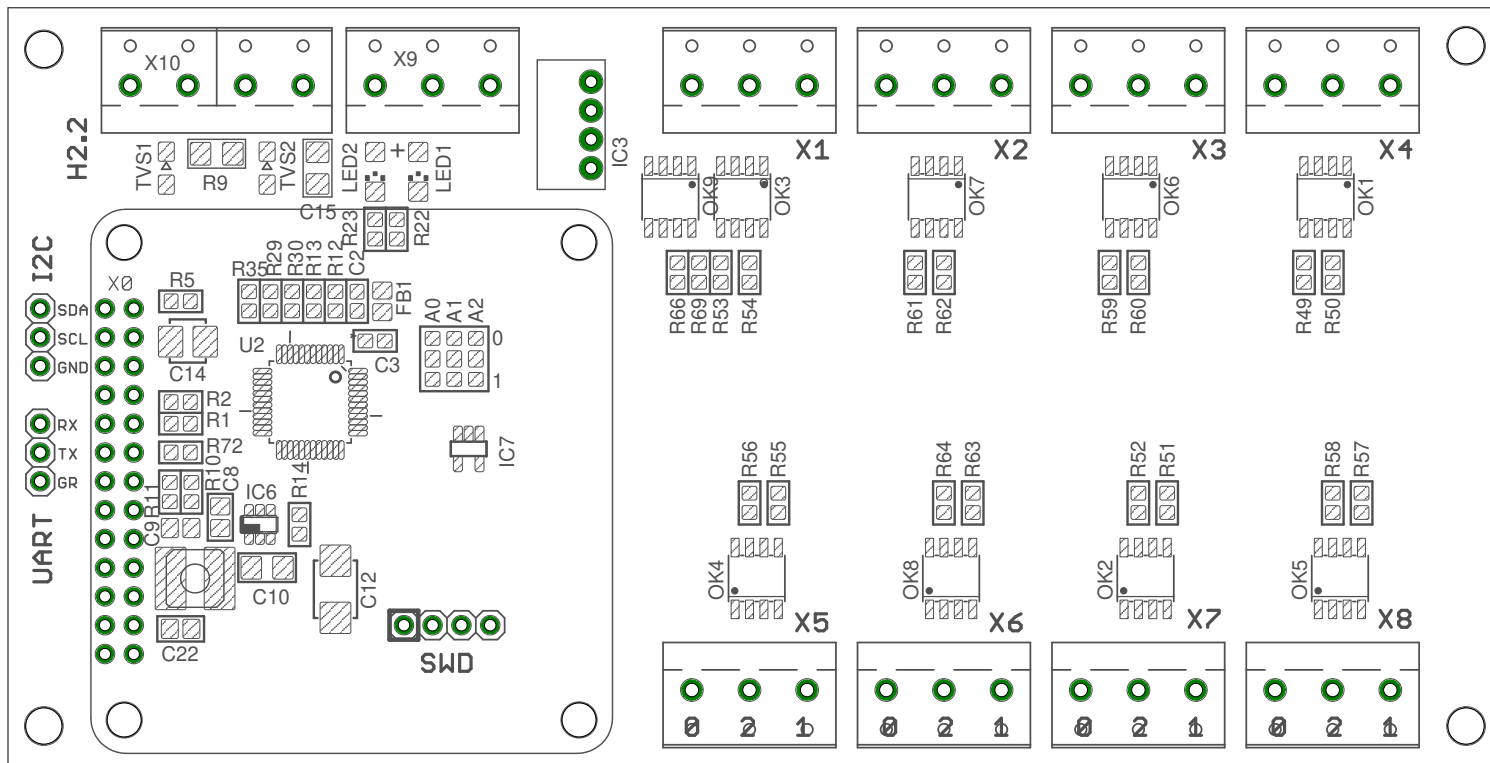 X10
X9
IC3
X1
X2
X3
X4
H2.2
TVS1
R9
TVS2
C15
LED2
+
LED1
OK9
OK3
OK7
OK6
OK1
R23
R22
R66
R69
R53
R54
R61
R62
R59
R60
R49
R50
I2C
SDA
SCL
GND
X0
R5
R35
R29
R30
R13
R12
C2
FB1
A0
A1
A2
0
1
U2
C3
C14
R2
R1
R72
R10
C8
R11
C9
IC6
R14
IC7
RX
TX
GR
UART
C10
C12
C22
SWD
R56
R55
R64
R63
R52
R51
R58
R57
OK4
OK8
OK2
OK5
X5
X6
X7
X8
0 2 1
0 2 1
0 2 1
0 2 1